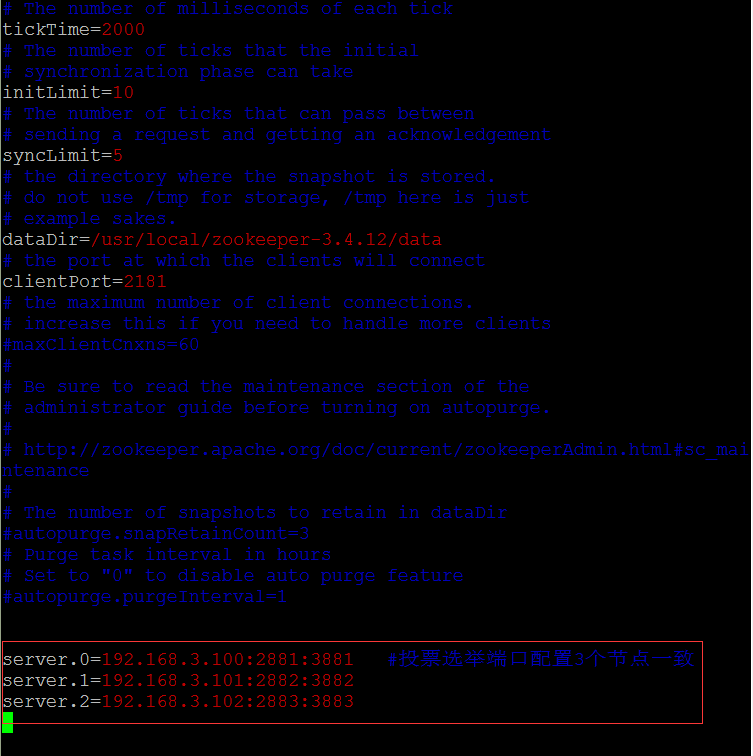 # The number of milliseconds of each tick
tickTime=2000
# The number of ticks that the initial
# synchronization phase can take
initLimit=10
# The number of ticks that can pass between
# sending a request and getting an acknowledgement
syncLimit=5
# the directory where the snapshot is stored.
# do not use /tmp for storage, /tmp here is just
# example sakes.
dataDir=/usr/local/zookeeper-3.4.12/data
# the port at which the clients will connect
clientPort=2181
# the maximum number of client connections.
# increase this if you need to handle more clients
#maxClientCnxns=60
#
# Be sure to read the maintenance section of the
# administrator guide before turning on autopurge.
#
# http://zookeeper.apache.org/doc/current/zookeeperAdmin.html#sc_mai
ntenance
#
# The number of snapshots to retain in dataDir
#autopurge.snapRetainCount=3
# Purge task interval in hours
# Set to "0" to disable auto purge feature
#autopurge.purgeInterval=1
server.0=192.168.3.100:2881:3881 #投票选举端口配置3个节点一致
server.1=192.168.3.101:2882:3882
server.2=192.168.3.102:2883:3883